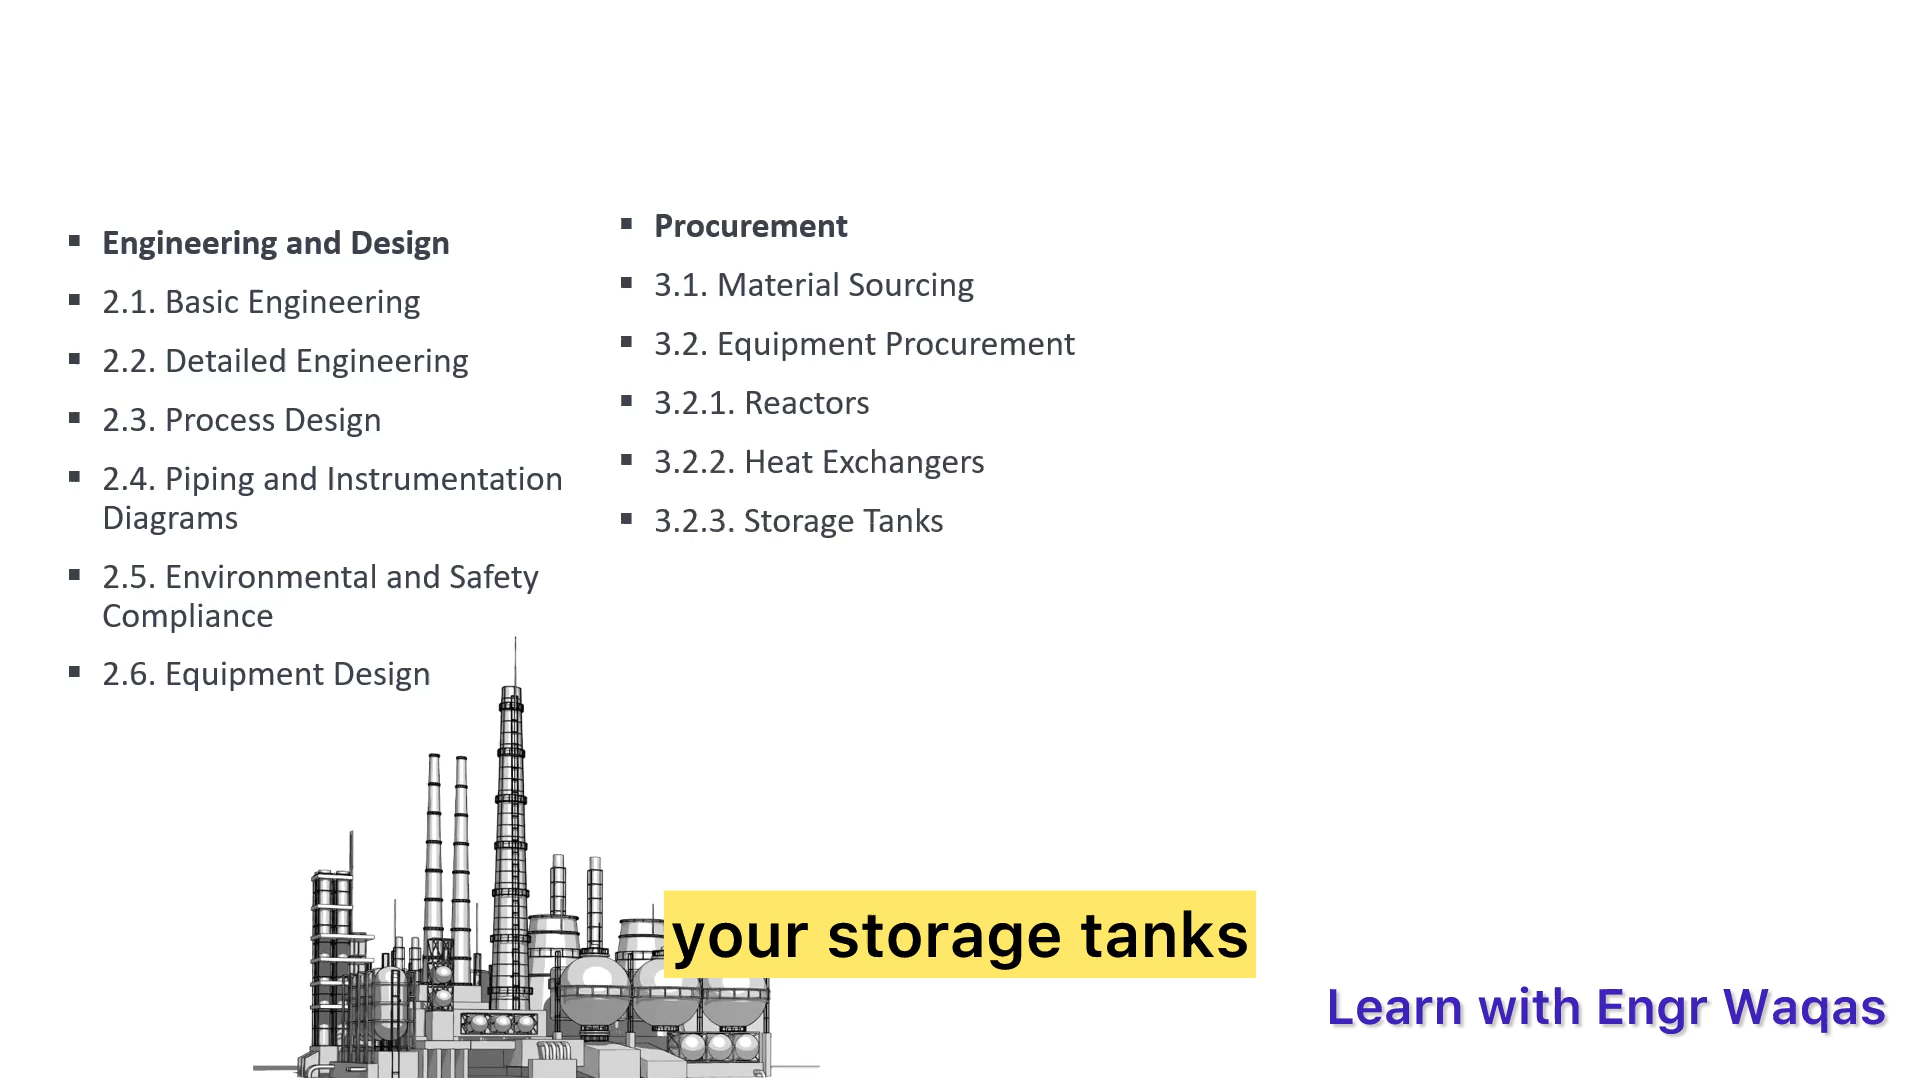 Engineering and Design
2.1. Basic Engineering
2.2. Detailed Engineering
2.3. Process Design
2.4. Piping and Instrumentation
Diagrams
2.5. Environmental and Safety
Compliance
2.6. Equipment Design
Procurement
3.1. Material Sourcing
3.2. Equipment Procurement
3.2.1. Reactors
3.2.2. Heat Exchangers
3.2.3. Storage Tanks
your storage tanks
Learn with Engr Waqas